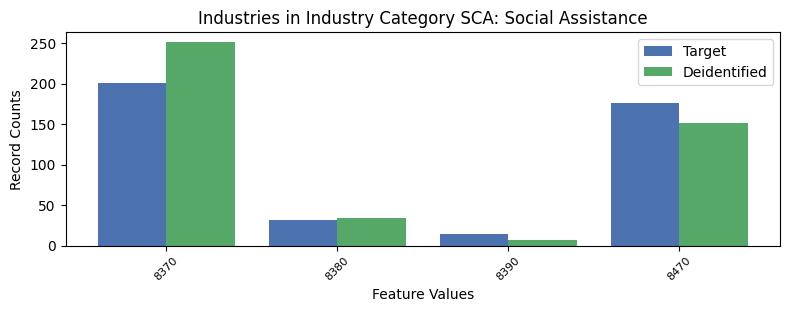 Industries in Industry Category SCA: Social Assistance
Target
Deidentified
Record Counts
250
200
150
100
50
0
8370
8380
8390
8470
Feature Values